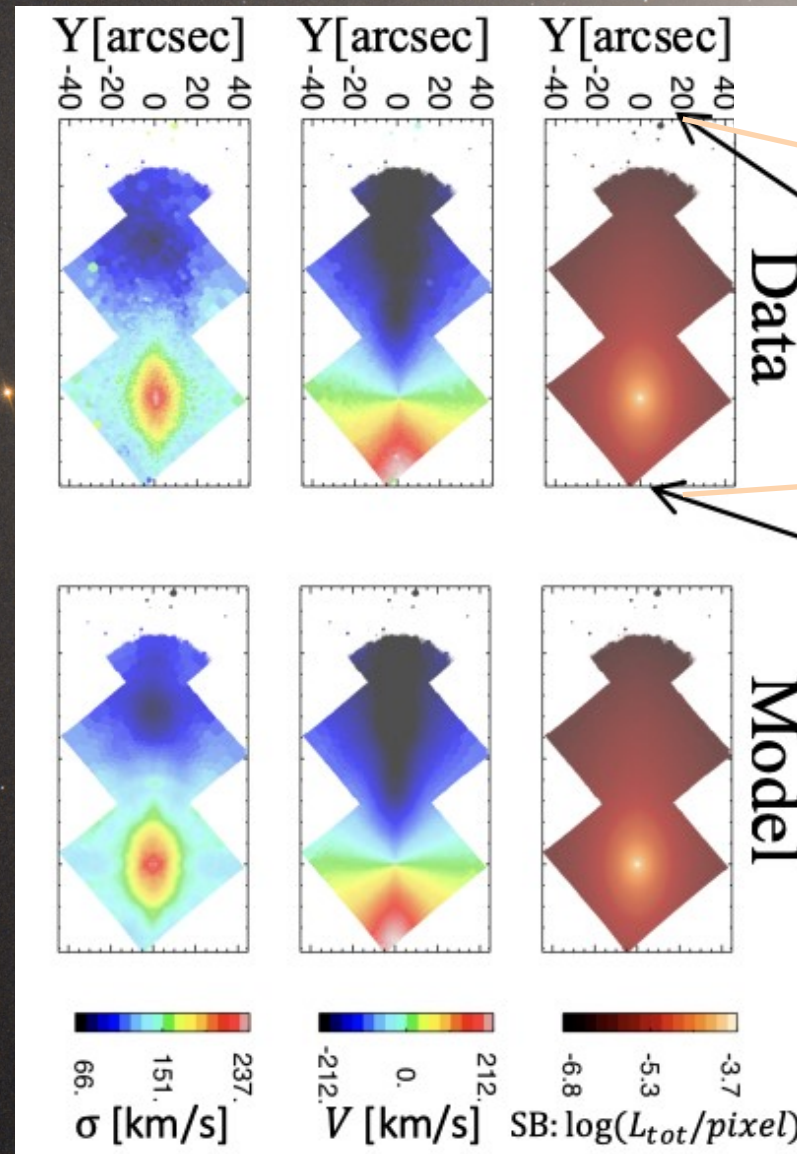 Y[arcsec] Y[arcsec] Y[arcsec]
-40 -20 0 20 40 -40 -20 0 20 40 -40 -20 0 20 40
Data
Model
66. 151. 237. -212. 0. 212. -6.8 -5.3 -3.7
σ [km/s] V [km/s] SB: log(L_tot/pixel)